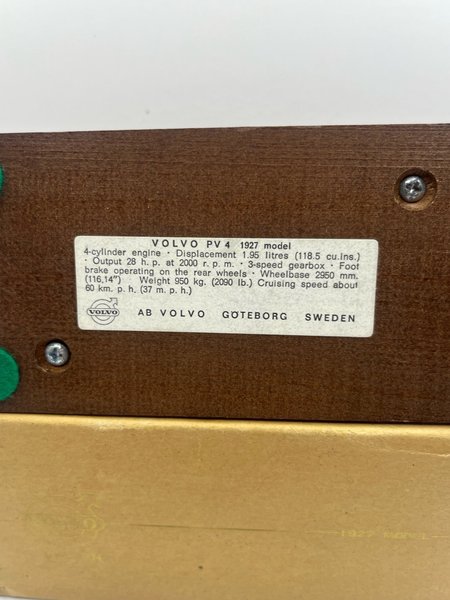 VOLVO PV 4 1927 model
4-cylinder engine · Displacement 1.95 litres (118.5 cu.ins.)
· Output 28 h. p. at 2000 r. p. m. · 3-speed gearbox · Foot
brake operating on the rear wheels · Wheelbase 2950 mm.
(116,14") Weight 950 kg. (2090 lb.) Cruising speed about
60 km. p. h. (37 m. p. h.)
VOLVO
AB VOLVO GÖTEBORG SWEDEN
1927 MODEL